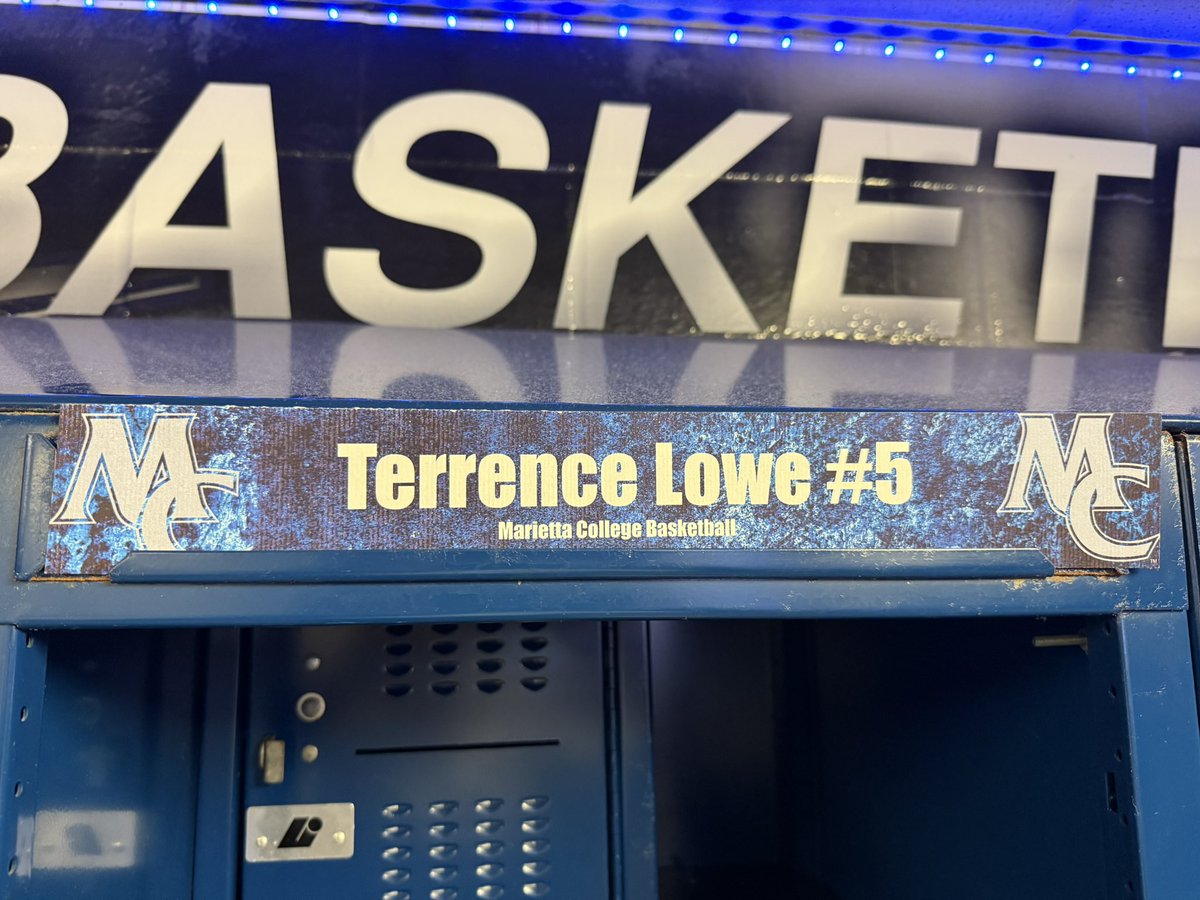 BASKET
MC
Terrence Lowe #5
MC
Marietta College Basketball